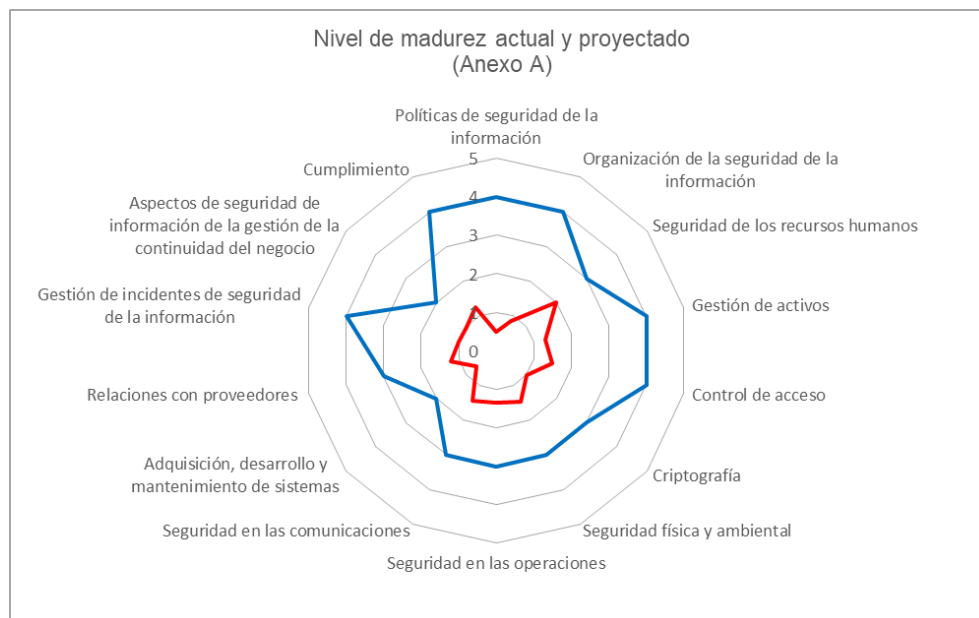 Nivel de madurez actual y proyectado
(Anexo A)
Políticas de seguridad de la
información
Organización de la seguridad de la
información
Seguridad de los recursos humanos
Gestión de activos
Control de acceso
Criptografía
Seguridad física y ambiental
Seguridad en las operaciones
Seguridad en las comunicaciones
Adquisición, desarrollo y
mantenimiento de sistemas
Relaciones con proveedores
Gestión de incidentes de seguridad
de la información
Aspectos de seguridad de
información de la gestión de la
continuidad del negocio
Cumplimiento
5
4
3
2
1
0